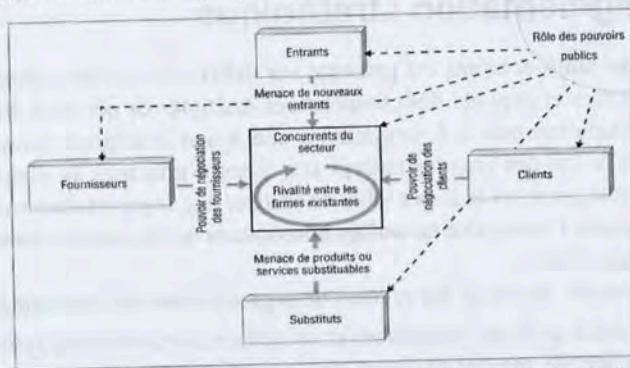 Rôle des pouvoirs
publics
Entrants
Menace de nouveaux
entrants
Concurrents du
secteur
Rivalité entre les
firmes existantes
Fournisseurs
Pouvoir de négociation
des fournisseurs
Pouvoir de
négociation des
clients
Clients
Menace de produits ou
services substituables
Substituts